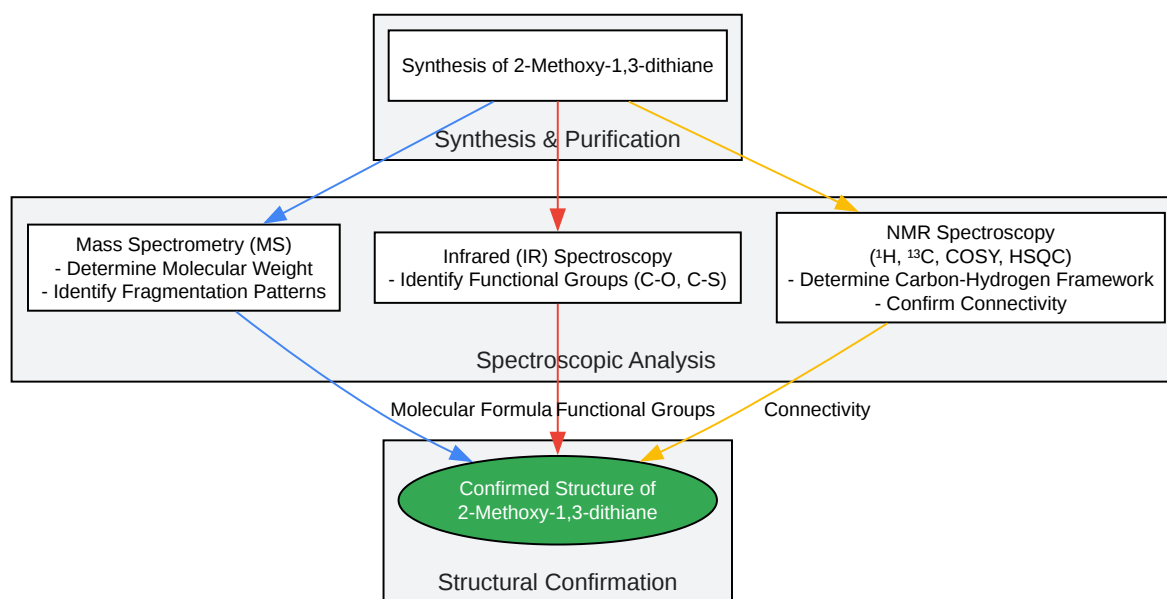 Synthesis of 2-Methoxy-1,3-dithiane
Synthesis & Purification
Mass Spectrometry (MS)
- Determine Molecular Weight
- Identify Fragmentation Patterns
Infrared (IR) Spectroscopy
- Identify Functional Groups (C-O, C-S)
NMR Spectroscopy
(¹H, ¹³C, COSY, HSQC)
- Determine Carbon-Hydrogen Framework
- Confirm Connectivity
Spectroscopic Analysis
Molecular Formula
Functional Groups
Connectivity
Confirmed Structure of
2-Methoxy-1,3-dithiane
Structural Confirmation